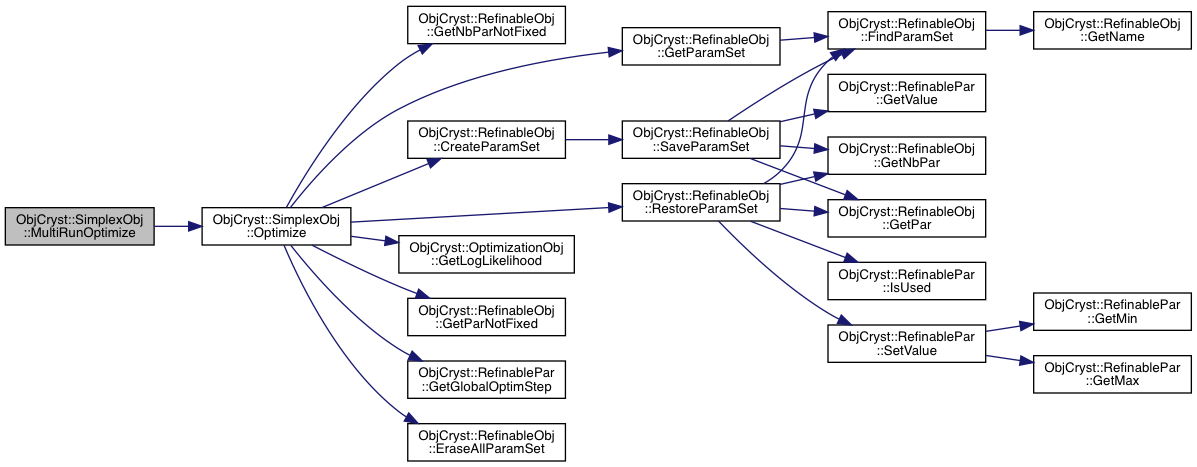 ObjCryst::SimplexObj
::MultiRunOptimize
ObjCryst::SimplexObj
::Optimize
ObjCryst::RefinableObj
::GetNbParNotFixed
ObjCryst::RefinableObj
::CreateParamSet
ObjCryst::OptimizationObj
::GetLogLikelihood
ObjCryst::RefinableObj
::GetParNotFixed
ObjCryst::RefinablePar
::GetGlobalOptimStep
ObjCryst::RefinableObj
::EraseAllParamSet
ObjCryst::RefinableObj
::GetParamSet
ObjCryst::RefinableObj
::SaveParamSet
ObjCryst::RefinableObj
::RestoreParamSet
ObjCryst::RefinableObj
::FindParamSet
ObjCryst::RefinablePar
::GetValue
ObjCryst::RefinableObj
::GetNbPar
ObjCryst::RefinableObj
::GetPar
ObjCryst::RefinablePar
::IsUsed
ObjCryst::RefinablePar
::SetValue
ObjCryst::RefinableObj
::GetName
ObjCryst::RefinablePar
::GetMin
ObjCryst::RefinablePar
::GetMax